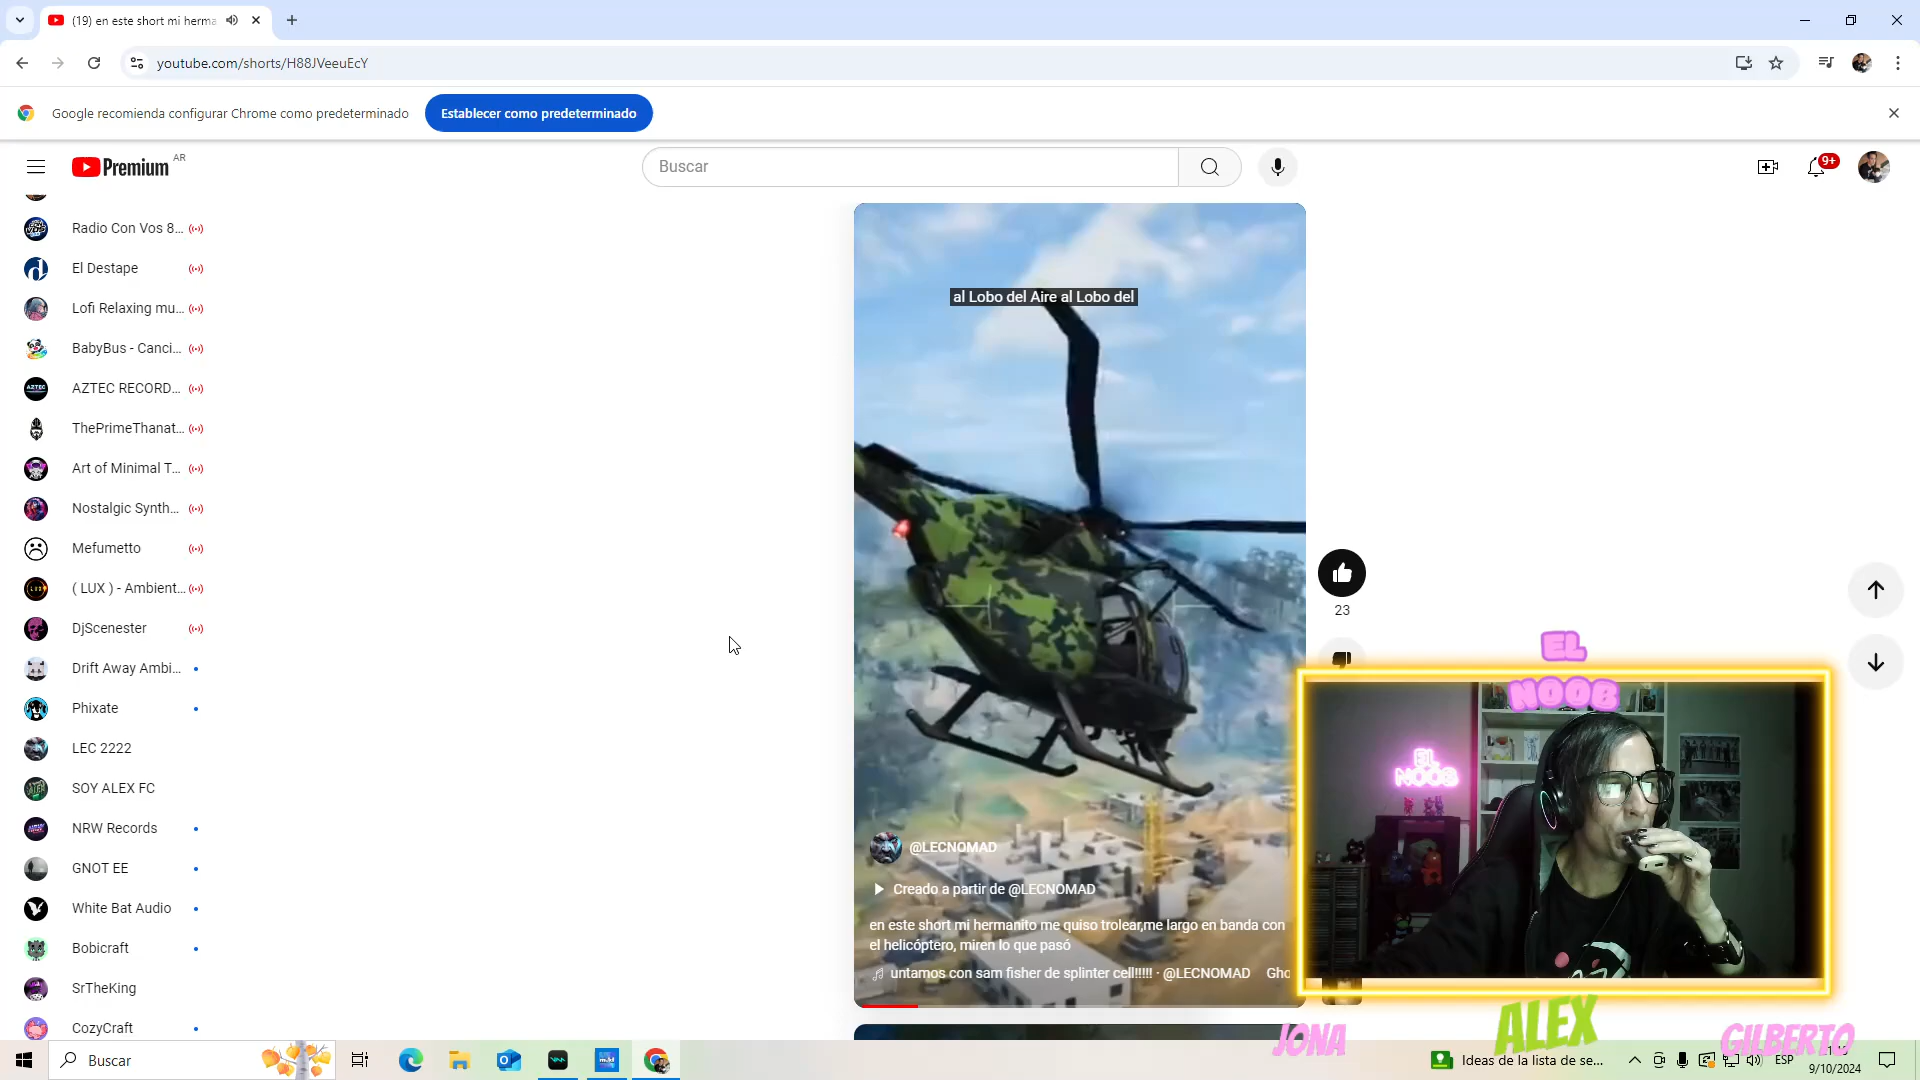 (19) en este short mi herma
youtube.com/shorts/H88JVeeuEcY
Google recomienda configurar Chrome como predeterminado
Establecer como predeterminado
Premium AR
Buscar
9+
Radio Con Vos 8...
El Destape
Lofi Relaxing mu...
BabyBus - Canci...
AZTEC RECORD...
ThePrimeThanat...
Art of Minimal T...
Nostalgic Synth...
Mefumetto
( LUX ) - Ambient...
DjScenester
Drift Away Ambi...
Phixate
LEC 2222
SOY ALEX FC
NRW Records
GNOT EE
White Bat Audio
Bobicraft
SrTheKing
CozyCraft
al Lobo del Aire al Lobo del
@LECNOMAD
Creado a partir de @LECNOMAD
en este short mi hermanito me quiso trolear,me largo en banda con
el helicóptero, miren lo que pasó
untamos con sam fisher de splinter cell!!!!! · @LECNOMAD Gho
23
EL
NOOB
EL
NOOB
JONA
ALEX
GILBERTO
Buscar
Ideas de la lista de se...
ESP
9/10/2024